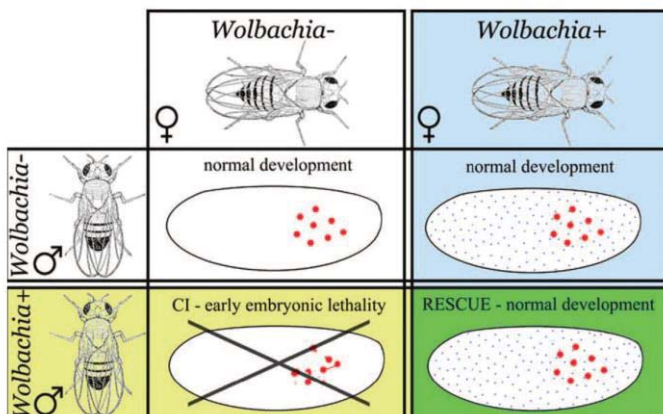 Wolbachia-
Wolbachia+
♀
♀
Wolbachia-
♂
normal development
normal development
Wolbachia+
♂
CI - early embryonic lethality
RESCUE - normal development